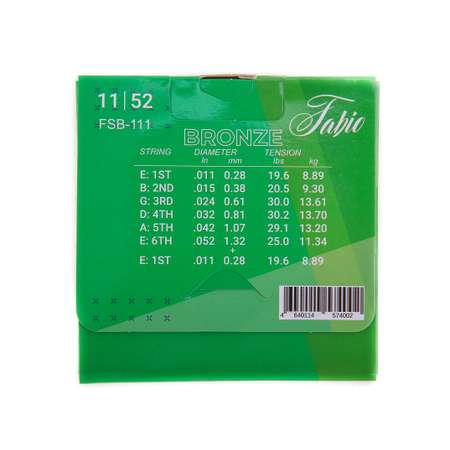 11|52
Fabio
FSB-111
BRONZE
STRING DIAMETER TENSION
In mm lbs kg
E: 1ST .011 0.28 19.6 8.89
B: 2ND .015 0.38 20.5 9.30
G: 3RD .024 0.61 30.0 13.61
D: 4TH .032 0.81 30.2 13.70
A: 5TH .042 1.07 29.1 13.20
E: 6TH .052 1.32 25.0 11.34
+
E: 1ST .011 0.28 19.6 8.89
4 640114 574002